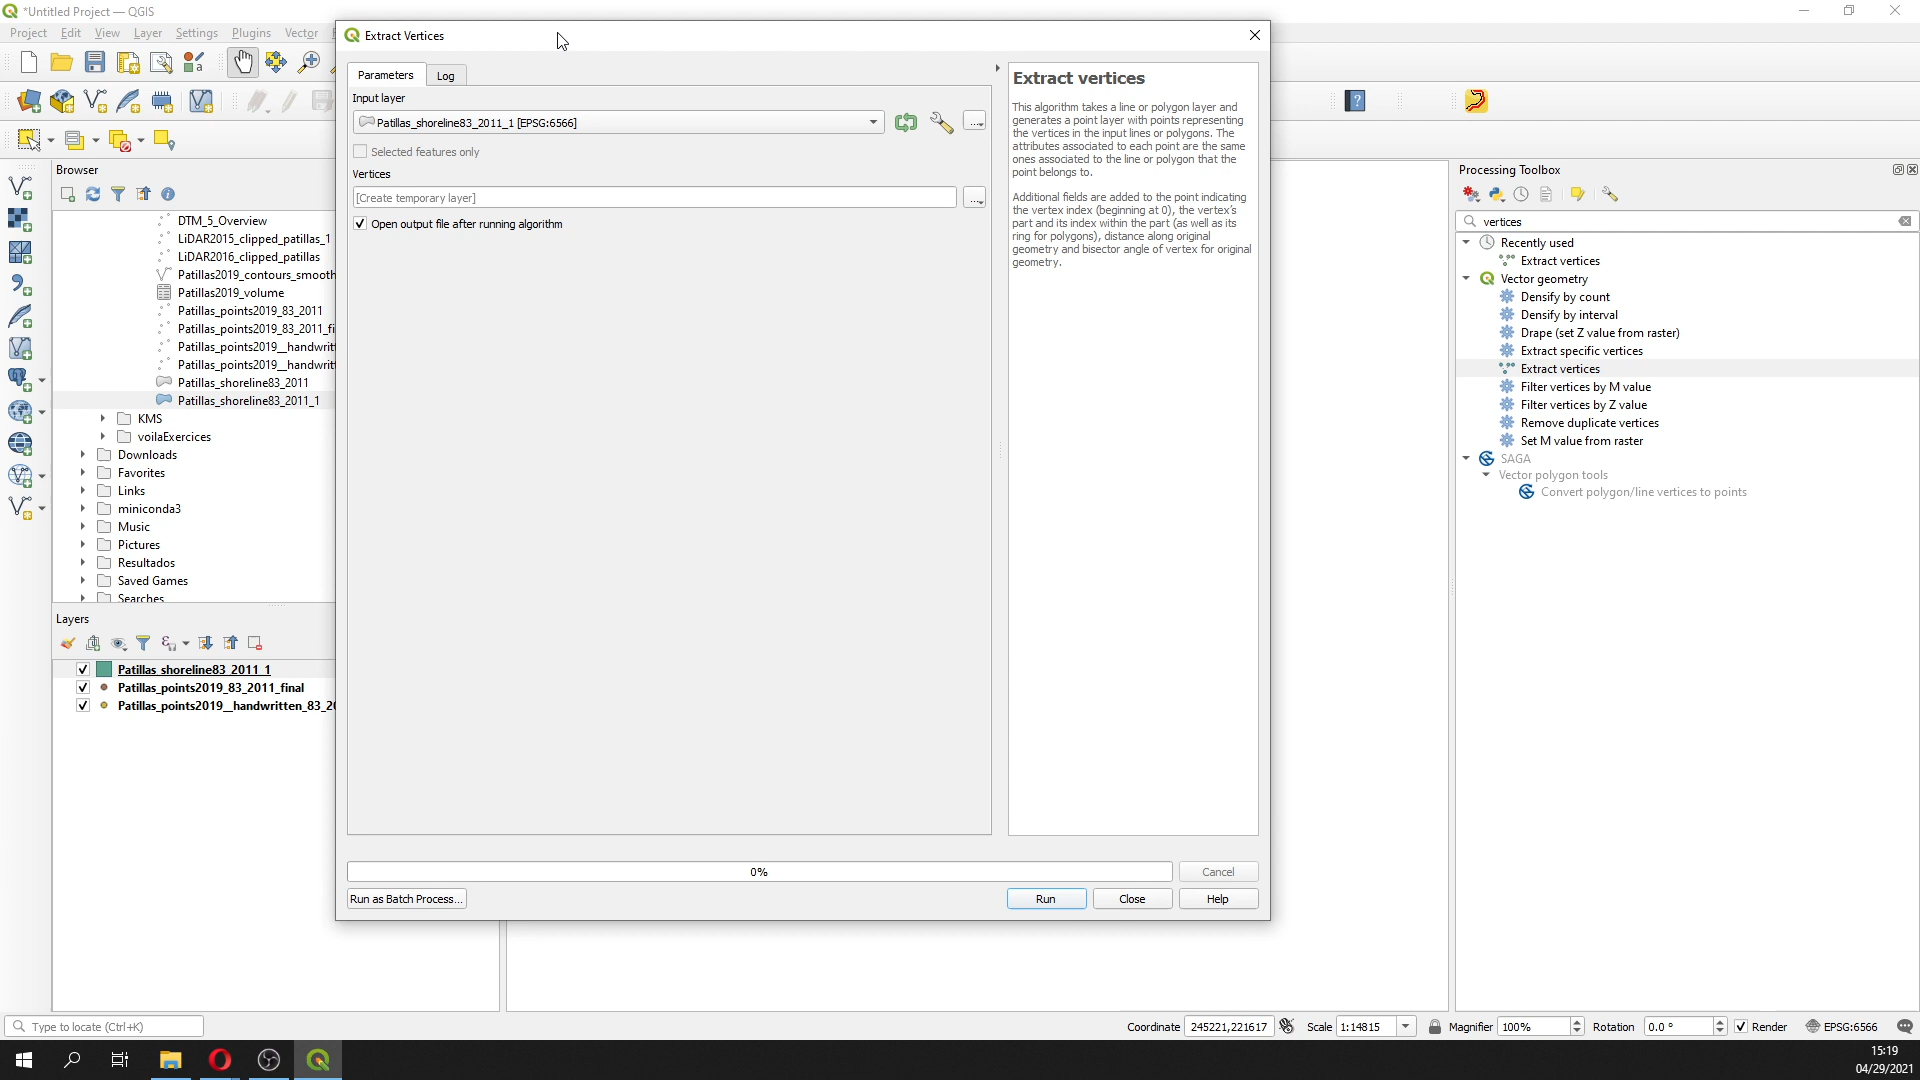 *Untitled Project — QGIS
Project Edit View Layer Settings Plugins Vector
Extract Vertices
Parameters
Log
Input layer
Patillas_shoreline83_2011_1 [EPSG:6566]
...
Selected features only
Vertices
[Create temporary layer]
...
Open output file after running algorithm
0%
Cancel
Run as Batch Process...
Run
Close
Help
Extract vertices
This algorithm takes a line or polygon layer and
generates a point layer with points representing
the vertices in the input lines or polygons. The
attributes associated to each point are the same
ones associated to the line or polygon that the
point belongs to.
Additional fields are added to the point indicating
the vertex index (beginning at 0), the vertex's
part and its index within the part (as well as its
ring for polygons), distance along original
geometry and bisector angle of vertex for original
geometry.
Browser
DTM_5_Overview
LiDAR2015_clipped_patillas_1
LiDAR2016_clipped_patillas
Patillas2019_contours_smooth
Patillas2019_volume
Patillas_points2019_83_2011
Patillas_points2019_83_2011_fi
Patillas_points2019__handwritt
Patillas_points2019__handwritt
Patillas_shoreline83_2011
Patillas_shoreline83_2011_1
KMS
voilaExercices
Downloads
Favorites
Links
miniconda3
Music
Pictures
Resultados
Saved Games
Searches
Layers
Patillas_shoreline83_2011_1
Patillas_points2019_83_2011_final
Patillas_points2019__handwritten_83_20
Processing Toolbox
vertices
Recently used
Extract vertices
Vector geometry
Densify by count
Densify by interval
Drape (set Z value from raster)
Extract specific vertices
Extract vertices
Filter vertices by M value
Filter vertices by Z value
Remove duplicate vertices
Set M value from raster
SAGA
Vector polygon tools
Convert polygon/line vertices to points
Type to locate (Ctrl+K)
Coordinate 245221,221617 Scale 1:14815 Magnifier 100% Rotation 0.0 ° Render EPSG:6566
15:19
04/29/2021